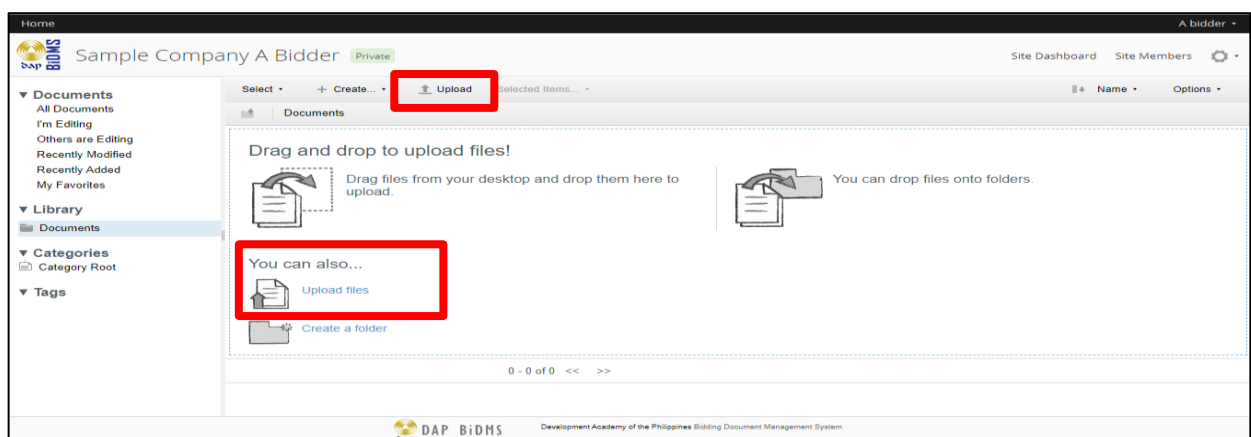 Home
A bidder
DAP BiDMS
Sample Company A Bidder Private
Site Dashboard Site Members
Select + Create... Upload Selected Items...
Name Options
Documents
All Documents
I'm Editing
Others are Editing
Recently Modified
Recently Added
My Favorites
Library
Documents
Categories
Category Root
Tags
Documents
Drag and drop to upload files!
Drag files from your desktop and drop them here to
upload.
You can drop files onto folders.
You can also...
Upload files
Create a folder
0 - 0 of 0 << >>
DAP BiDMS
Development Academy of the Philippines Bidding Document Management System